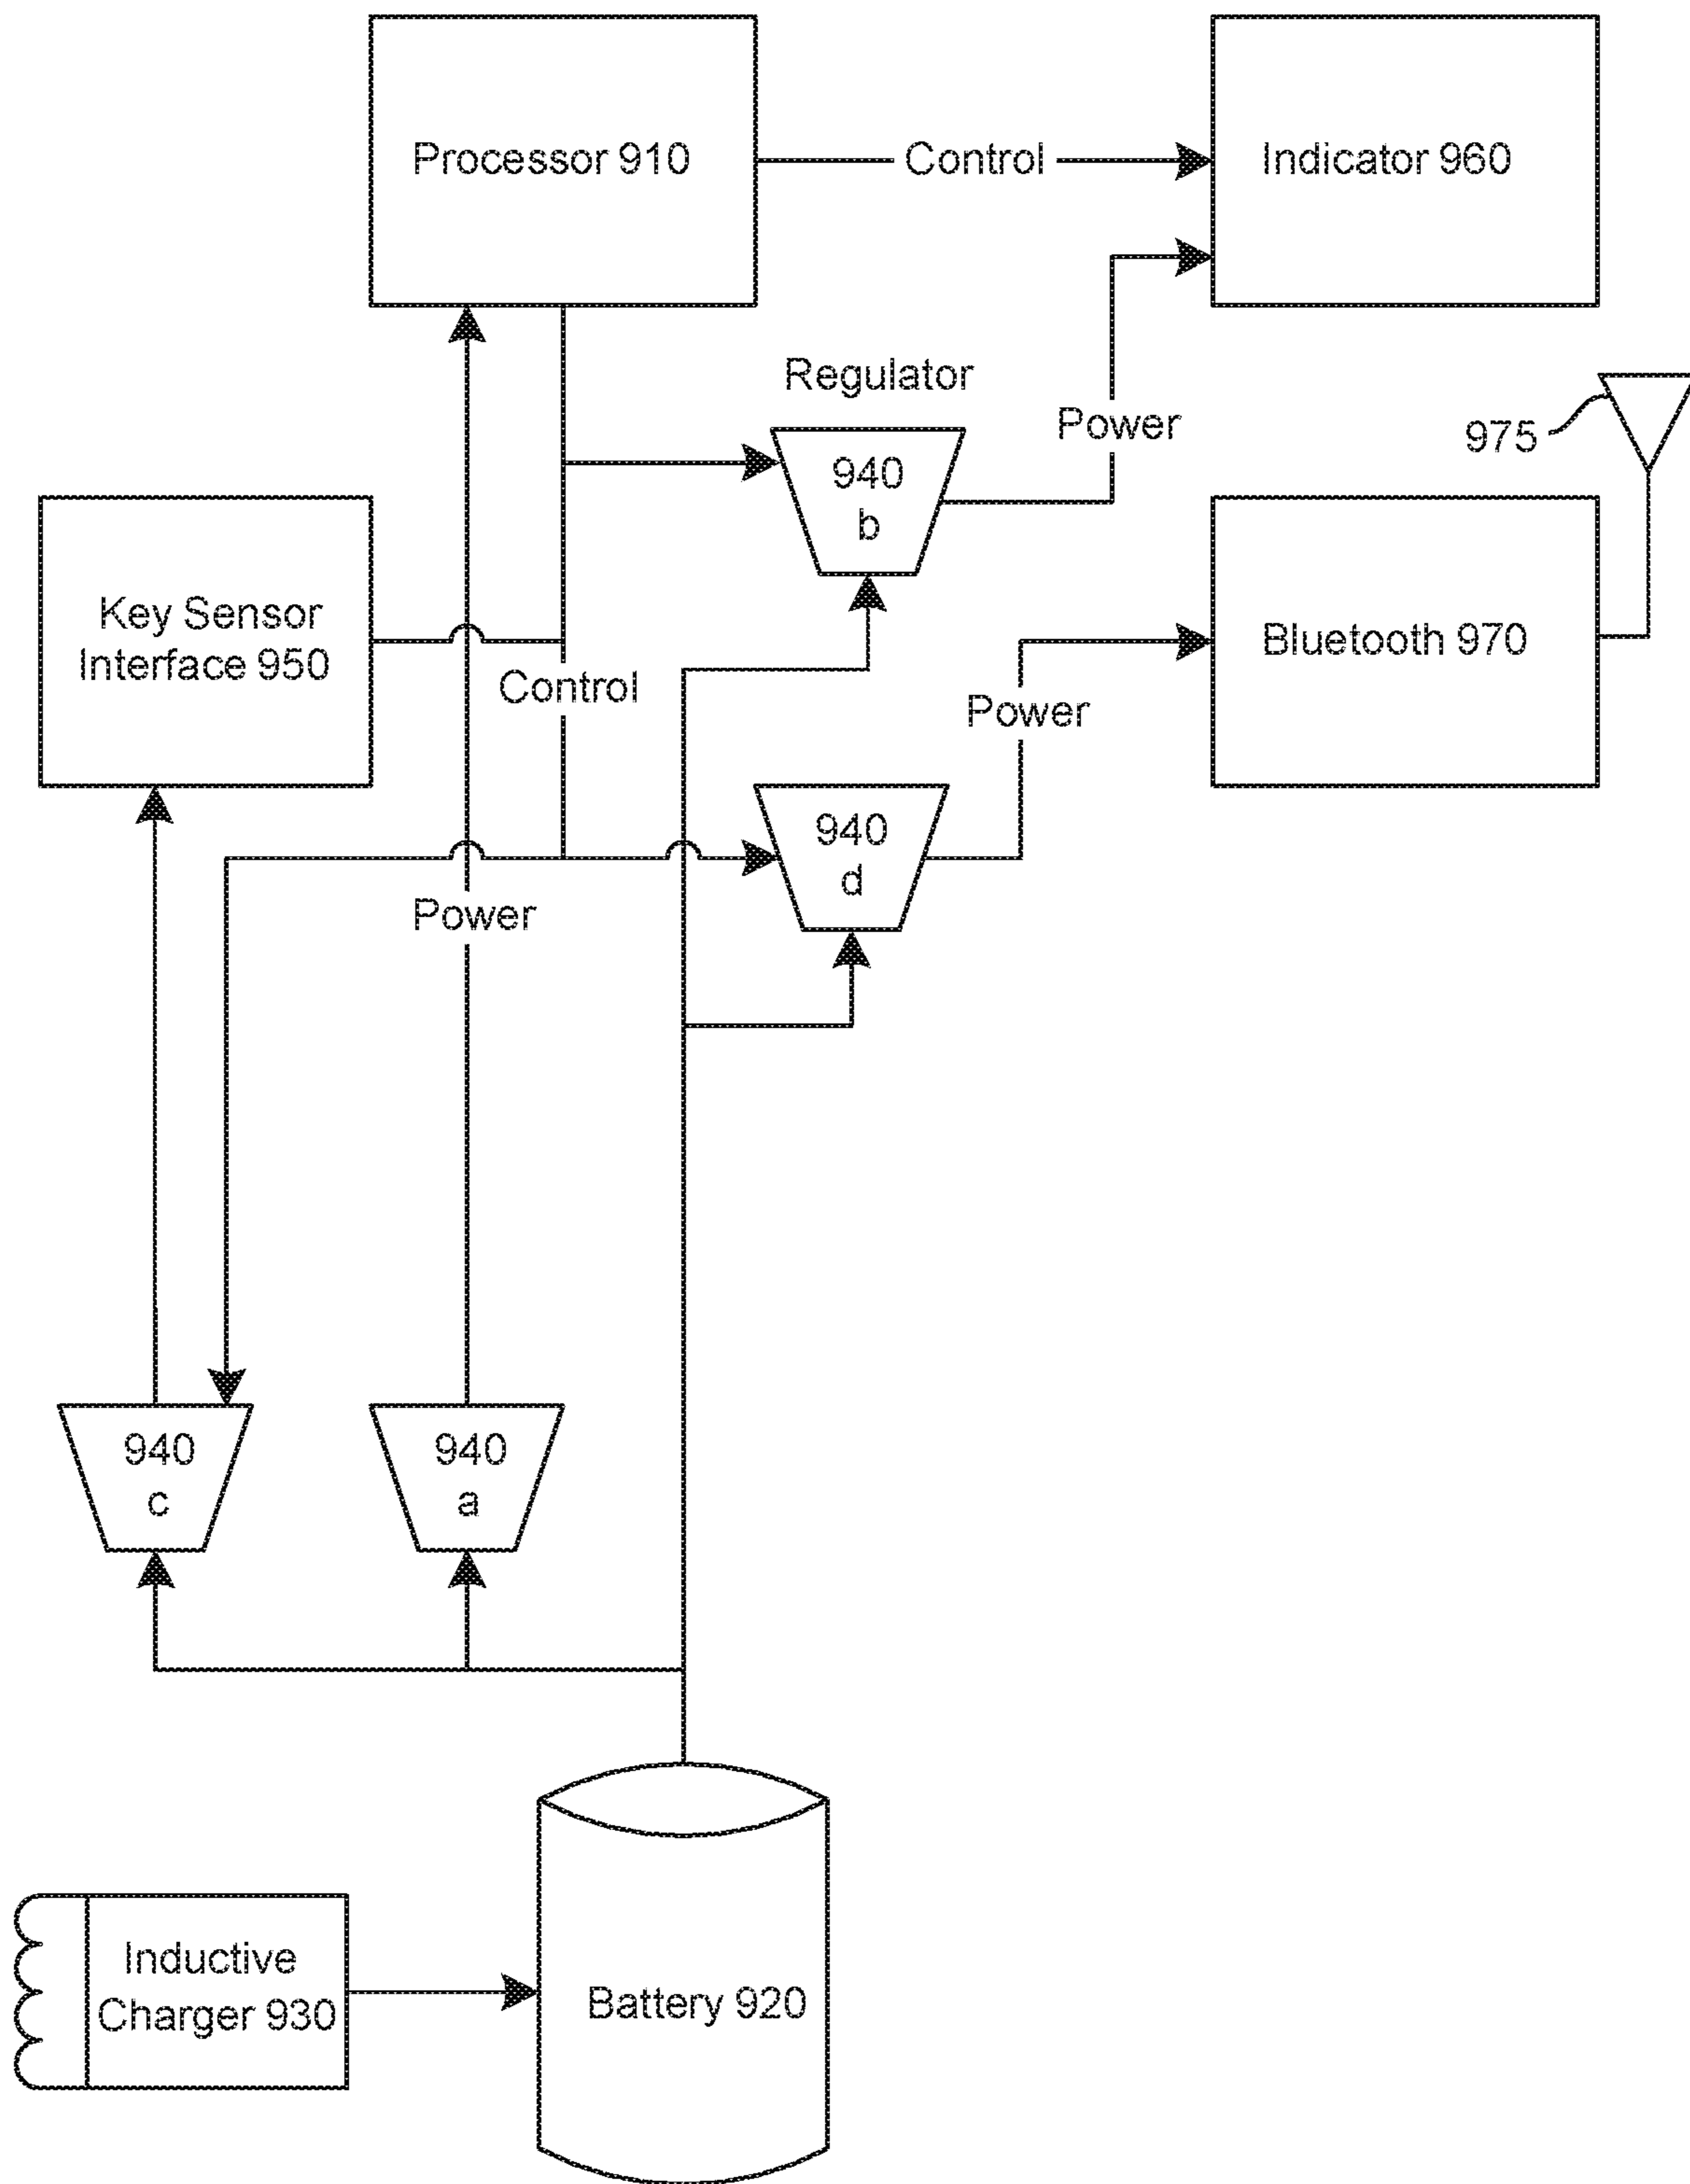 Processor 910
Control
Indicator 960
Regulator
940
b
Power
975
Key Sensor
Interface 950
Control
Bluetooth 970
Power
940
d
Power
940
c
940
a
Inductive
Charger 930
Battery 920